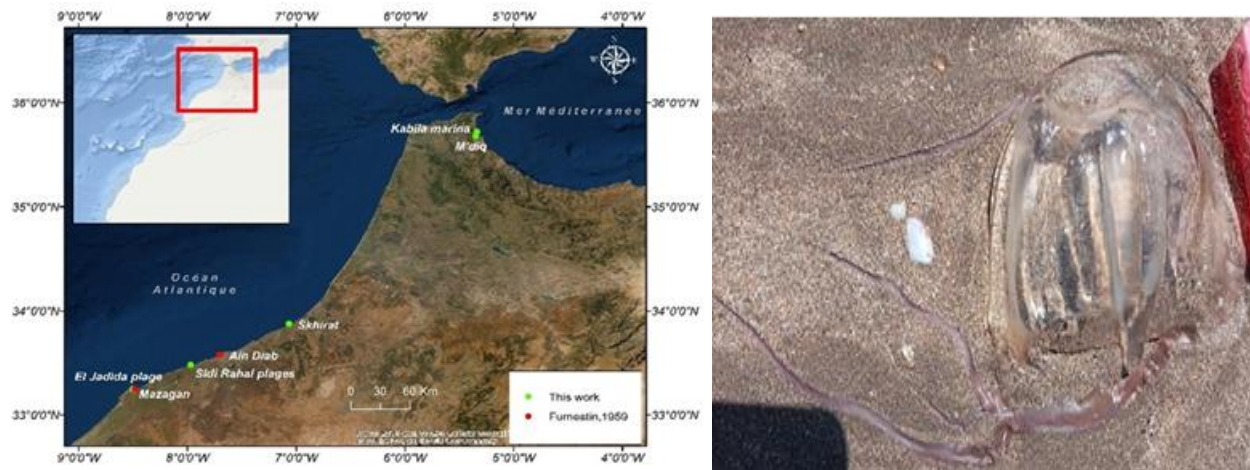 9°0'0"W 8°0'0"W 7°0'0"W 6°0'0"W 5°0'0"W 4°0'0"W
36°0'0"N
36°0'0"N
Mer Méditerranée
Kabila marina
M'diq
35°0'0"N
35°0'0"N
Océan
Atlantique
34°0'0"N
34°0'0"N
Skhirat
Ain Diab
Sidi Rahal plages
El Jadida plage
Mazagan
0 30 60 Km
This work
Furnestin,1959
33°0'0"N
33°0'0"N
9°0'0"W 8°0'0"W 7°0'0"W 6°0'0"W 5°0'0"W 4°0'0"W